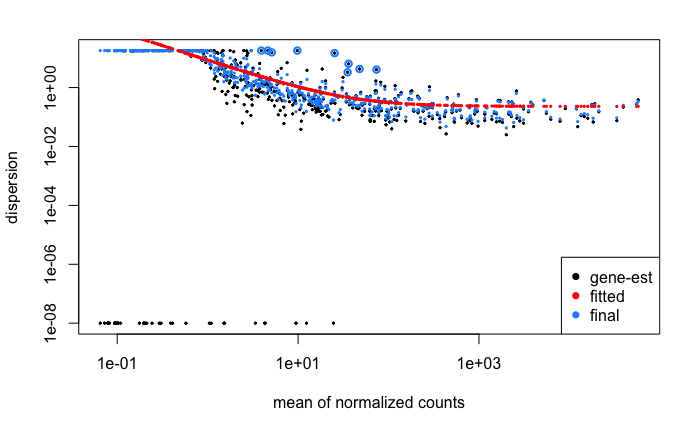 dispersion
1e+00
1e-02
1e-04
1e-06
1e-08
gene-est
fitted
final
1e-01
1e+01
1e+03
mean of normalized counts